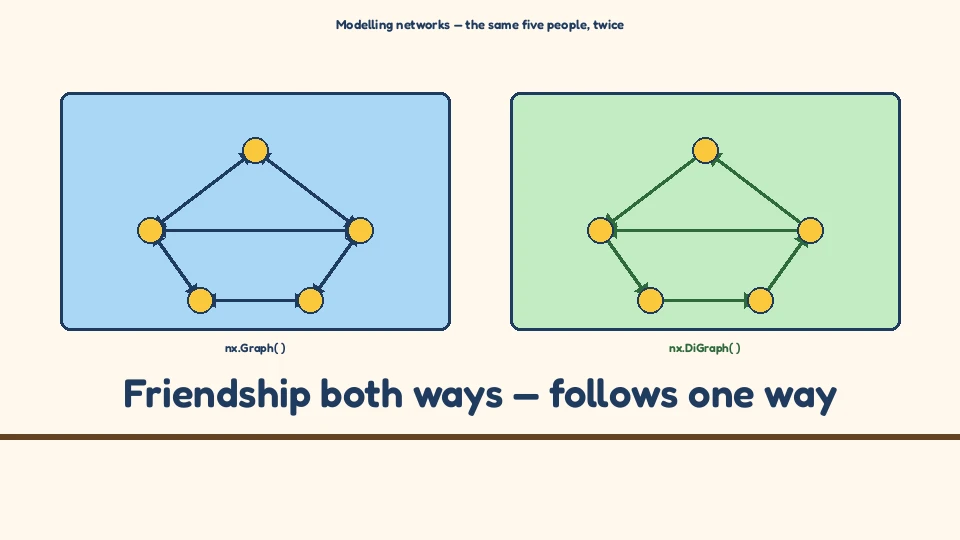 Modelling networks — the same five people, twice
nx.Graph( )
nx.DiGraph( )
Friendship both ways — follows one way